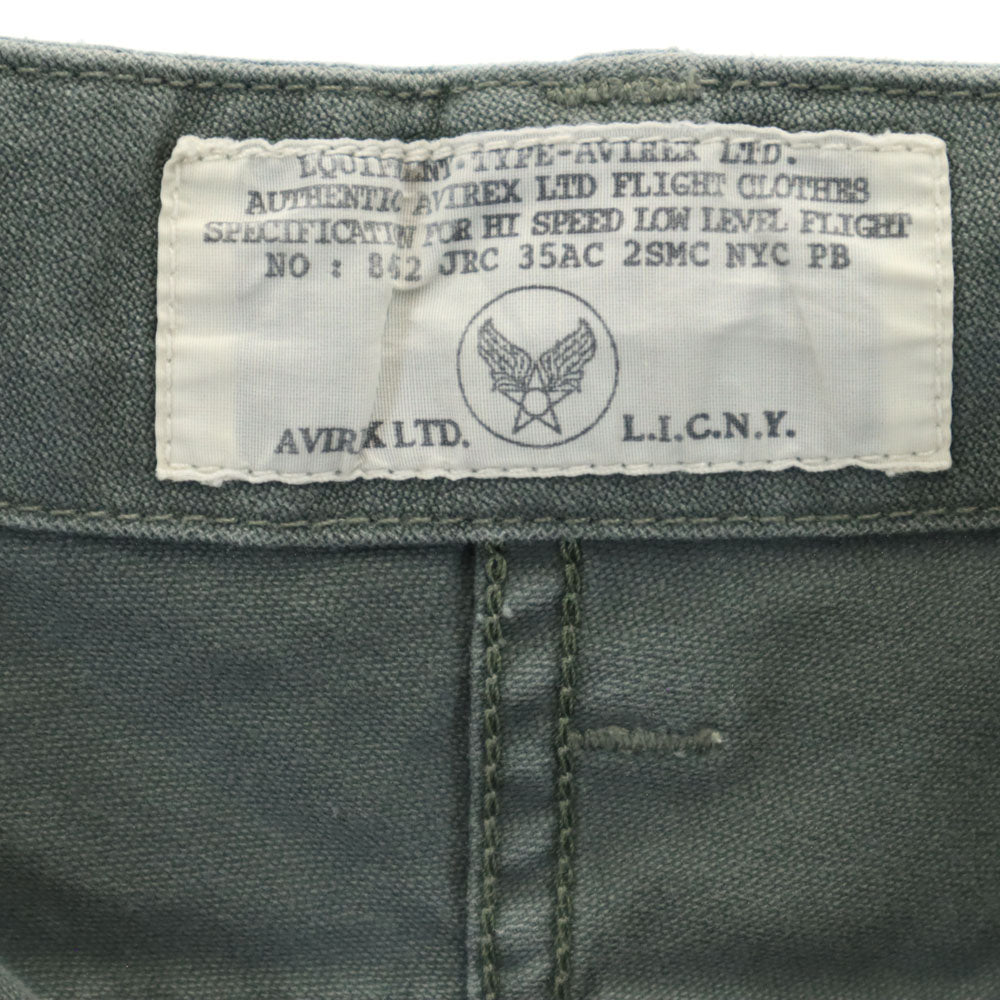 EQUIPMENT-TYPE-AVIREX LTD.
AUTHENTIC AVIREX LTD FLIGHT CLOTHES
SPECIFICATION FOR HI SPEED LOW LEVEL FLIGHT
NO : 862 JRC 35AC 2SMC NYC PB
AVIREX LTD. L.I.C.N.Y.